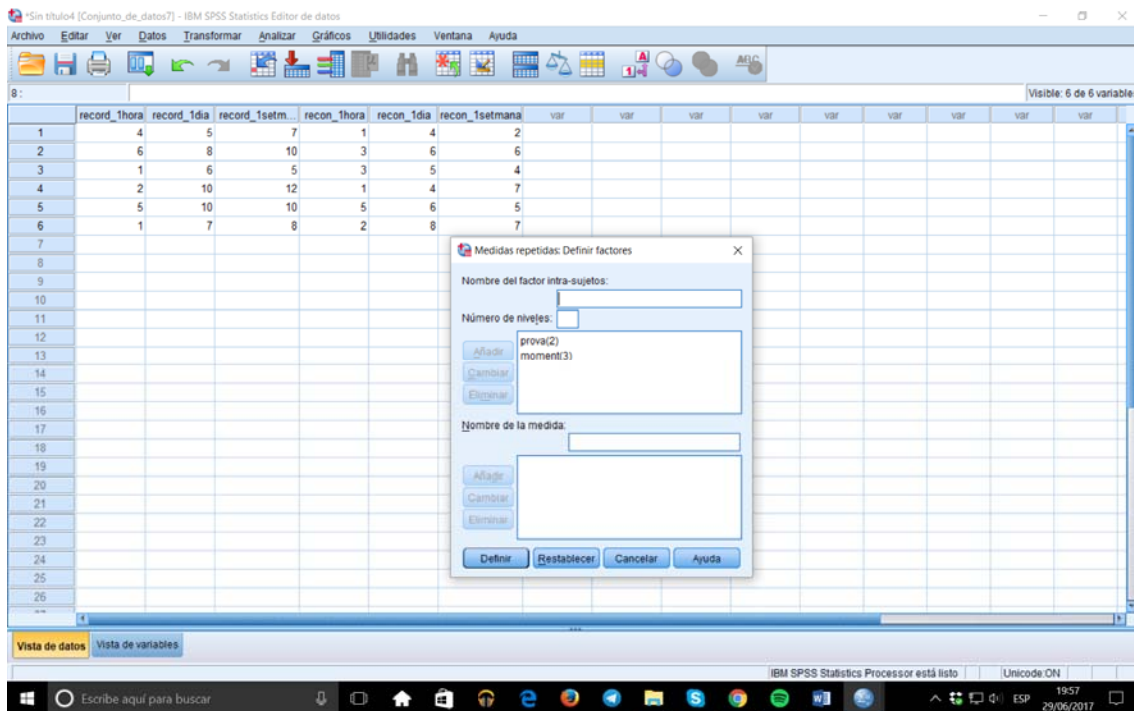 *Sin título4 [Conjunto_de_datos7] - IBM SPSS Statistics Editor de datos
Archivo Editar Ver Datos Transformar Analizar Gráficos Utilidades Ventana Ayuda
8 :
Visible: 6 de 6 variable
record_1hora record_1dia record_1setm... recon_1hora recon_1dia recon_1setmana var var var var var var var var
1 4 5 7 1 4 2
2 6 8 10 3 6 6
3 1 6 5 3 5 4
4 2 10 12 1 4 7
5 5 10 10 5 6 5
6 1 7 8 2 8 7
7
8
9
10
11
12
13
14
15
16
17
18
19
20
21
22
23
24
25
26
Medidas repetidas: Definir factores
Nombre del factor intra-sujetos:
Número de niveles:
Añadir
Cambiar
Eliminar
prova(2)
moment(3)
Nombre de la medida:
Añadir
Cambiar
Eliminar
Definir Restablecer Cancelar Ayuda
Vista de datos Vista de variables
IBM SPSS Statistics Processor está listo Unicode:ON
Escribe aquí para buscar
ESP
19:57
29/06/2017